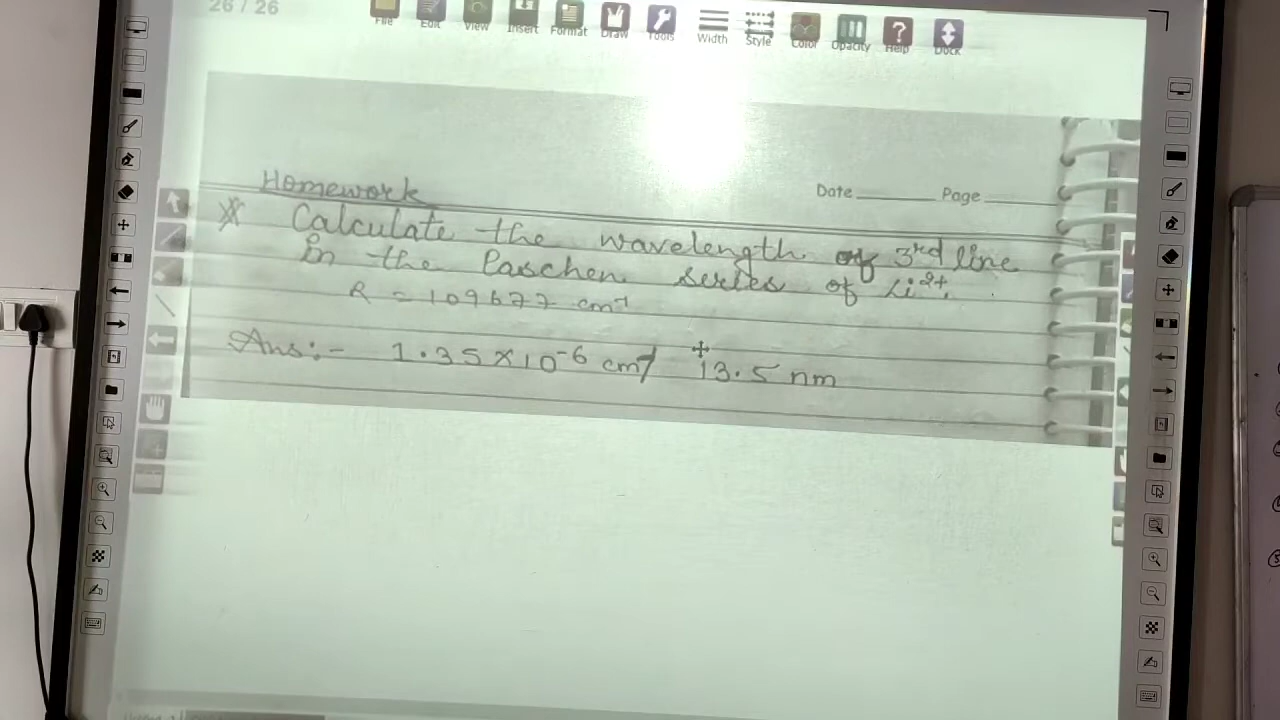 26 / 26
File Edit View Insert Format Draw Tools Width Style Color Opacity Help Dock
Date Page
Homework
Calculate the wavelength of 3rd line
in the Paschen series of Li²⁺.
R = 109677 cm⁻¹
Ans:- 1.35×10⁻⁶ cm/ 13.5 nm